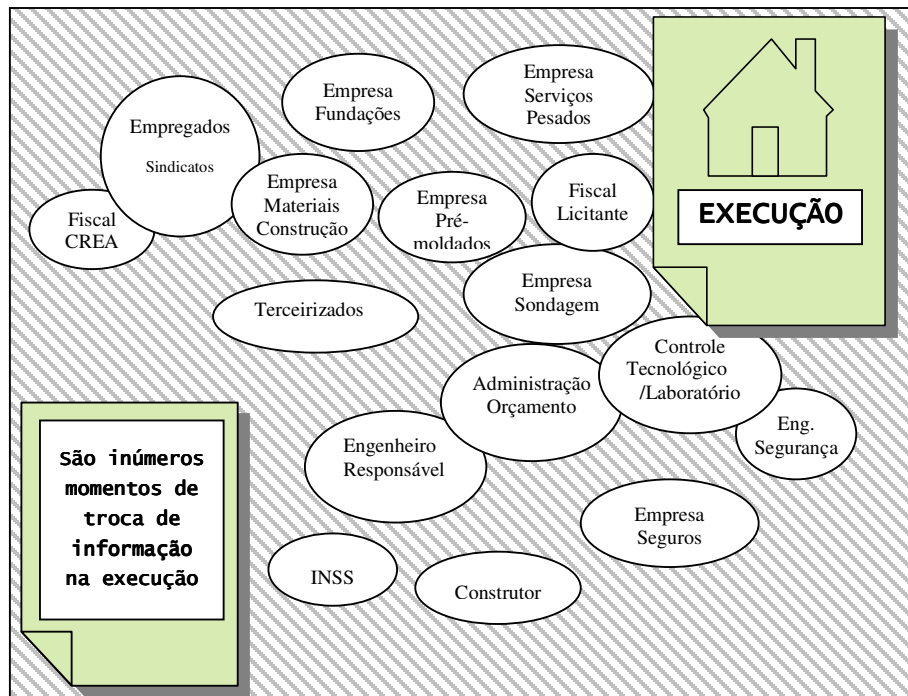 Empresa
Fundações
Empresa
Serviços
Pesados
Empregados
Sindicatos
Fiscal
CREA
Empresa
Materiais
Construção
Empresa
Pré-
moldados
Fiscal
Licitante
EXECUÇÃO
Empresa
Sondagem
Terceirizados
Controle
Tecnológico
/Laboratório
Administração
Orçamento
Eng.
Segurança
Engenheiro
Responsável
São inúmeros
momentos de
troca de
informação
na execução
Empresa
Seguros
INSS
Construtor